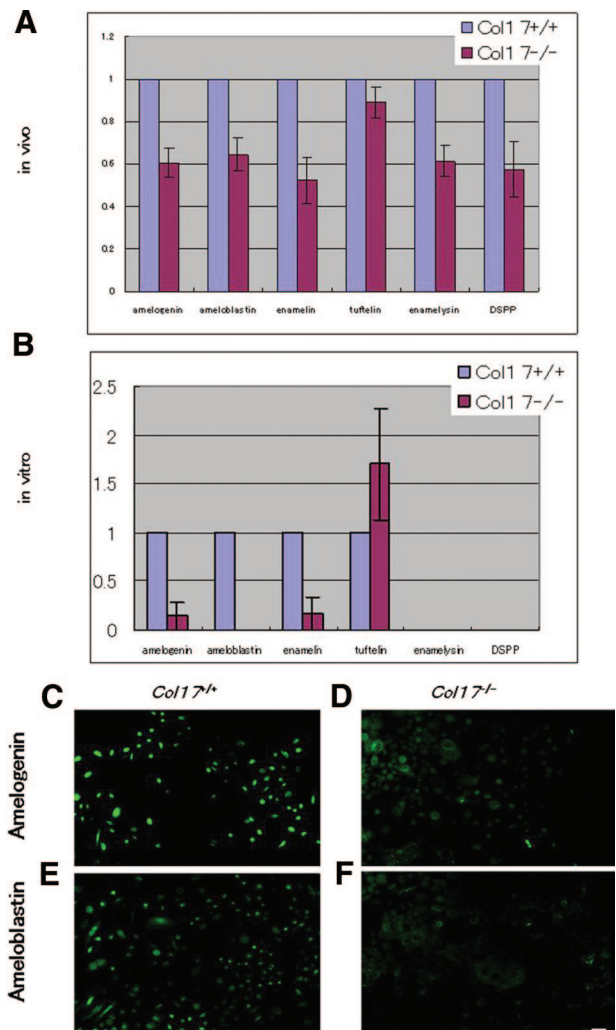 A
Col1 7+/+
Col1 7-/-
in vivo
1.2
1
0.8
0.6
0.4
0.2
0
amelogenin ameloblastin enamelin tuftelin enamelysin DSPP
B
Col1 7+/+
Col1 7-/-
in vitro
2.5
2
1.5
1
0.5
0
amelogenin ameloblastin enamelin tuftelin enamelysin DSPP
C Col17+/+ D Col17-/-
Amelogenin
E F
Ameloblastin